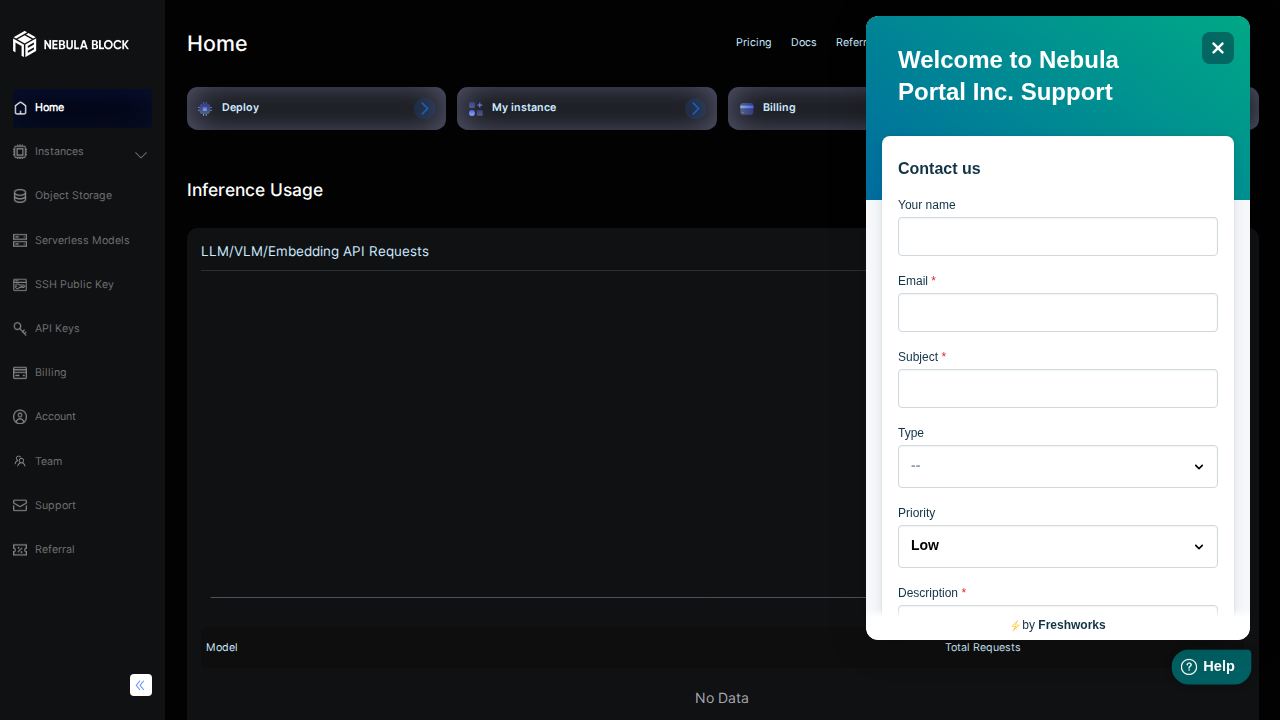 NEBULA BLOCK
Home
Instances
Object Storage
Serverless Models
SSH Public Key
API Keys
Billing
Account
Team
Support
Referral
Home
Pricing
Docs
Deploy
My instance
Billing
Inference Usage
LLM/VLM/Embedding API Requests
Model
Total Requests
No Data
Welcome to Nebula
Portal Inc. Support
Contact us
Your name
Email *
Subject *
Type
--
Priority
Low
Description *
by Freshworks
Help